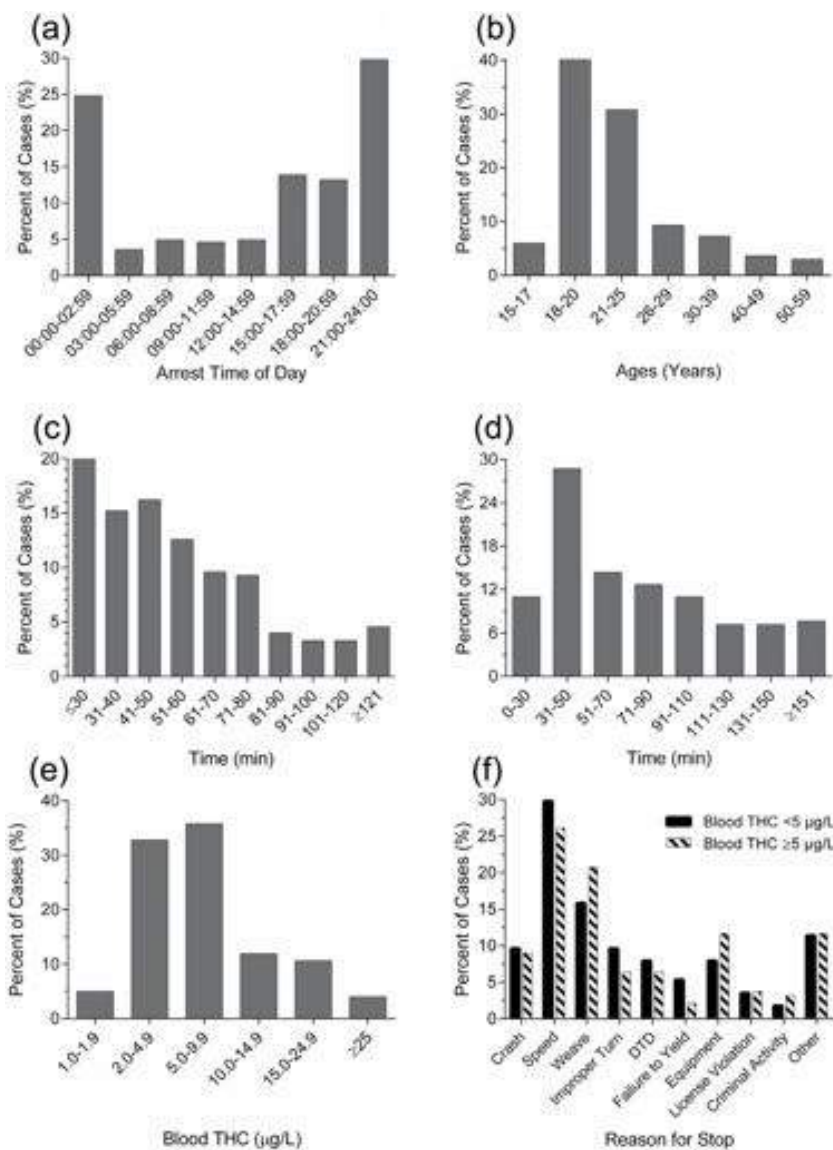 (a)
Percent of Cases (%)
30
25
20
15
10
5
0
00:00-02:59
03:00-05:59
06:00-08:59
09:00-11:59
12:00-14:59
15:00-17:59
18:00-20:59
21:00-24:00
Arrest Time of Day
(b)
Percent of Cases (%)
40
30
20
10
0
15-17
18-20
21-25
26-29
30-39
40-49
50-59
Ages (Years)
(c)
Percent of Cases (%)
20
15
10
5
0
≤30
31-40
41-50
51-60
61-70
71-80
81-90
91-100
101-120
≥121
Time (min)
(d)
Percent of Cases (%)
30
24
18
12
6
0
0-30
31-50
51-70
71-90
91-110
111-130
131-150
≥151
Time (min)
(e)
Percent of Cases (%)
40
30
20
10
0
1.0-1.9
2.0-4.9
5.0-9.9
10.0-14.9
15.0-24.9
≥25
Blood THC (µg/L)
(f)
Percent of Cases (%)
30
25
20
15
10
5
0
Blood THC <5 µg/L
Blood THC ≥5 µg/L
Crash
Speed
Weave
Improper Turn
DTD
Failure to Yield
Equipment
License Violation
Criminal Activity
Other
Reason for Stop